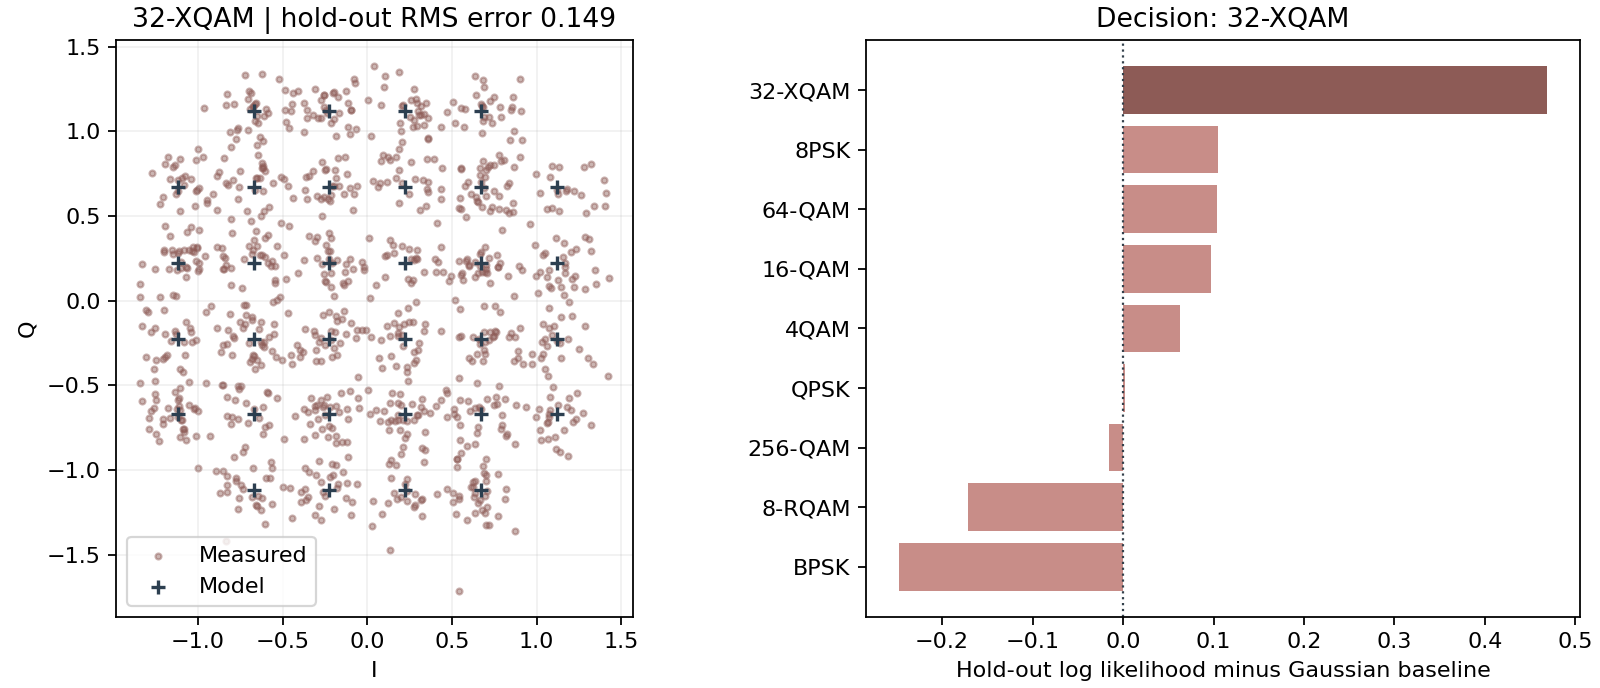 32-XQAM | hold-out RMS error 0.149
1.5
1.0
0.5
0.0
−0.5
−1.0
−1.5
Q
Measured
Model
−1.0
−0.5
0.0
0.5
1.0
1.5
I
Decision: 32-XQAM
32-XQAM
8PSK
64-QAM
16-QAM
4QAM
QPSK
256-QAM
8-RQAM
BPSK
−0.2
−0.1
0.0
0.1
0.2
0.3
0.4
0.5
Hold-out log likelihood minus Gaussian baseline